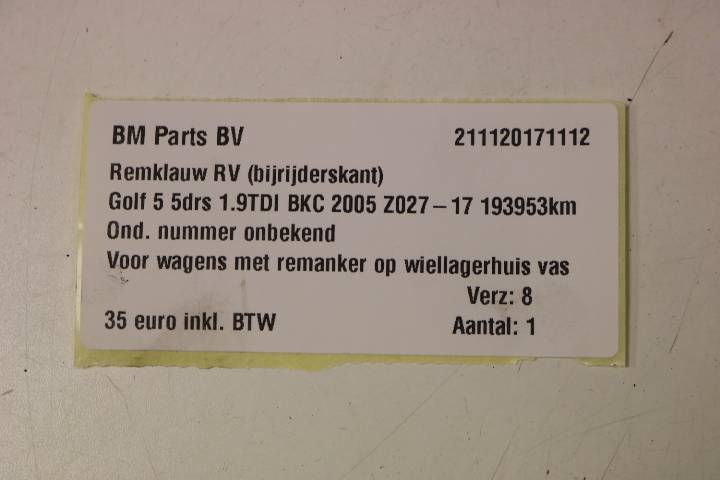 BM Parts BV 211120171112
Remklauw RV (bijrijderskant)
Golf 5 5drs 1.9TDI BKC 2005 Z027-17 193953km
Ond. nummer onbekend
Voor wagens met remanker op wiellagerhuis vas
Verz: 8
35 euro inkl. BTW Aantal: 1